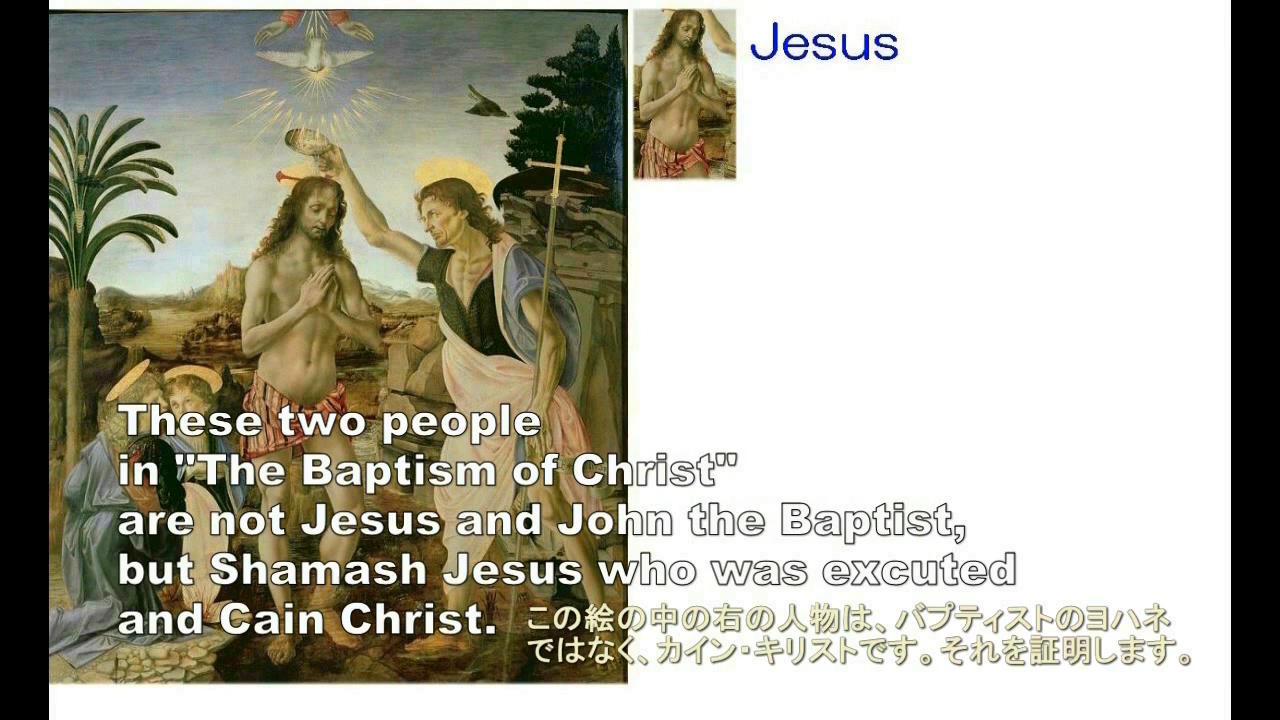 Jesus
These two people
in "The Baptism of Christ"
are not Jesus and John the Baptist,
but Shamash Jesus who was excuted
and Cain Christ.
この絵の中の右の人物は、バプティストのヨハネ
ではなく、カイン・キリストです。それを証明します。